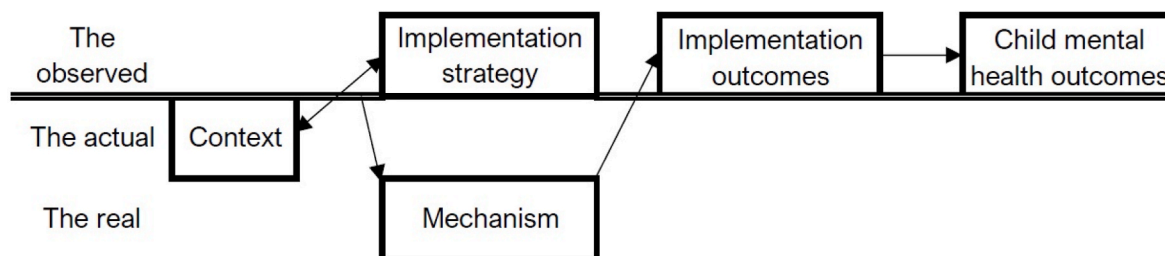 The
observed
Implementation
strategy
Implementation
outcomes
Child mental
health outcomes
The actual
Context
The real
Mechanism